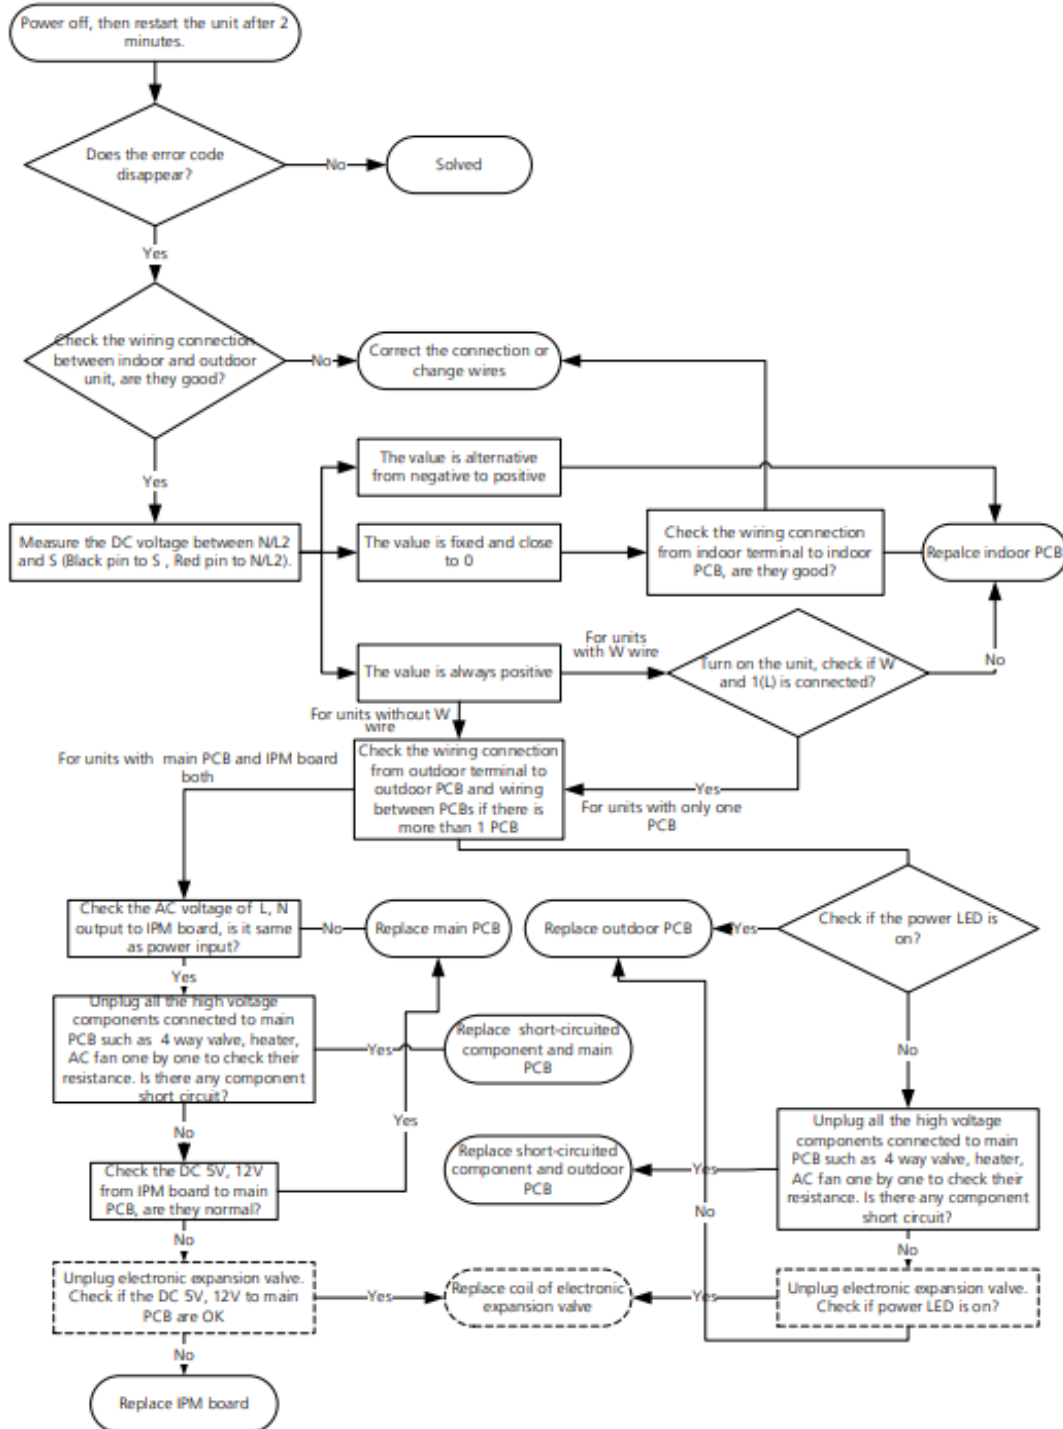 Power off, then restart the unit after 2
minutes.
Does the error code
disappear?
No
Solved
Yes
Check the wiring connection
between indoor and outdoor
unit, are they good?
No
Correct the connection or
change wires
Yes
The value is alternative
from negative to positive
Measure the DC voltage between N/L2
and S (Black pin to S , Red pin to N/L2).
The value is fixed and close
to 0
Check the wiring connection
from indoor terminal to indoor
PCB, are they good?
Repalce indoor PCB
The value is always positive
For units
with W wire
Turn on the unit, check if W
and 1(L) is connected?
No
For units without W
wire
For units with  main PCB and IPM board
both
Check the wiring connection
from outdoor terminal to
outdoor PCB and wiring
between PCBs if there is
more than 1 PCB
Yes
For units with only one
PCB
Check the AC voltage of L, N
output to IPM board, is it same
as power input?
No
Replace main PCB
Replace outdoor PCB
Yes
Check if the power LED is
on?
Yes
Unplug all the high voltage
components connected to main
PCB such as  4 way valve, heater,
AC fan one by one to check their
resistance. Is there any component
short circuit?
Yes
Replace  short-circuited
component and main
PCB
No
No
Yes
Check the DC 5V, 12V
from IPM board to main
PCB, are they normal?
Replace short-circuited
component and outdoor
PCB
Yes
Unplug all the high voltage
components connected to main
PCB such as  4 way valve, heater,
AC fan one by one to check their
resistance. Is there any component
short circuit?
No
No
No
Unplug electronic expansion valve.
Check if the DC 5V, 12V to main
PCB are OK
Yes
Replace coil of electronic
expansion valve
Yes
Unplug electronic expansion valve.
Check if power LED is on?
No
Replace IPM board